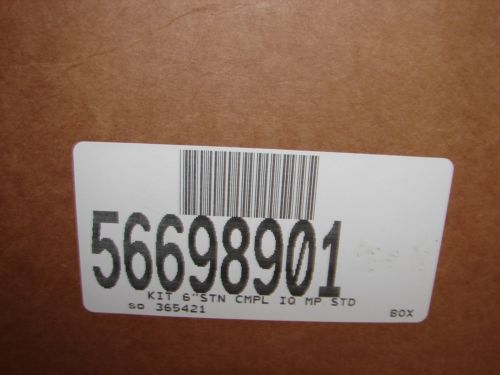 56698901
KIT 6"STN CMPL IQ MP STD
SO 365421
BOX